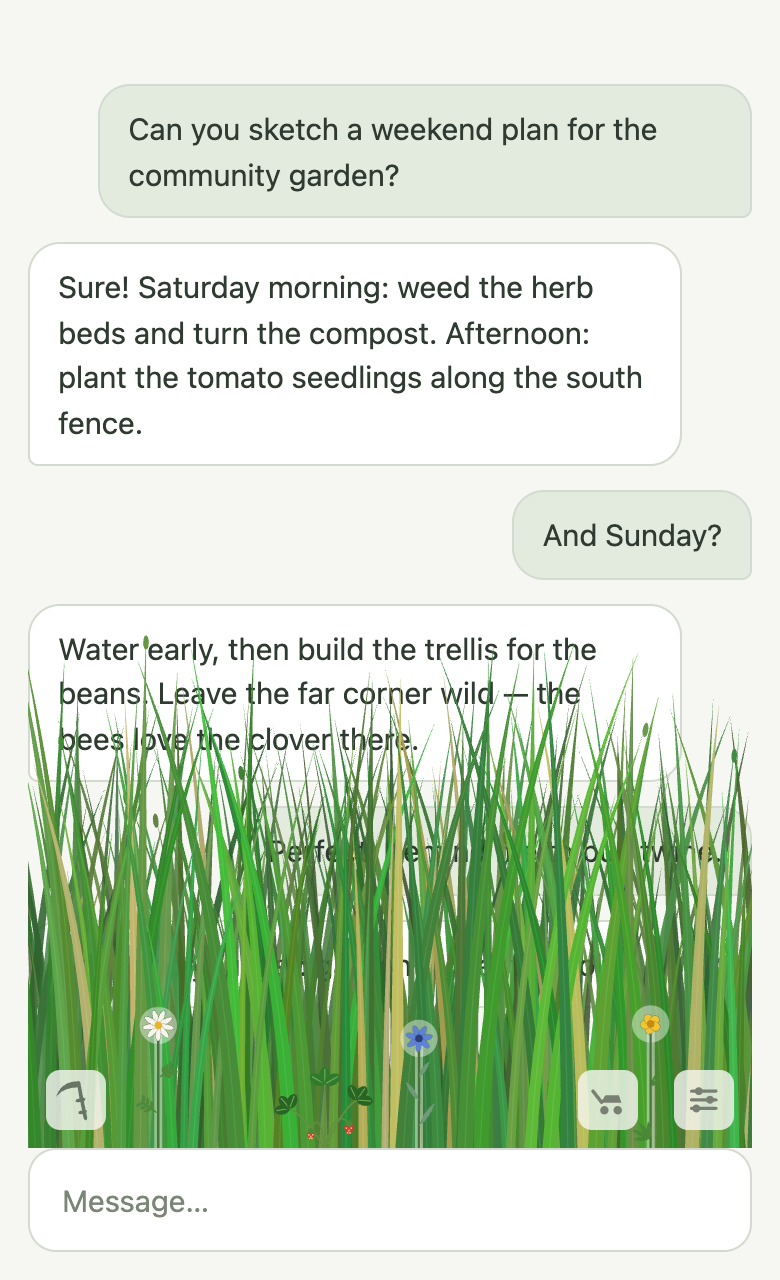 Can you sketch a weekend plan for the
community garden?
Sure! Saturday morning: weed the herb
beds and turn the compost. Afternoon:
plant the tomato seedlings along the south
fence.
And Sunday?
Water early, then build the trellis for the
beans. Leave the far corner wild — the
bees love the clover there.
Message...